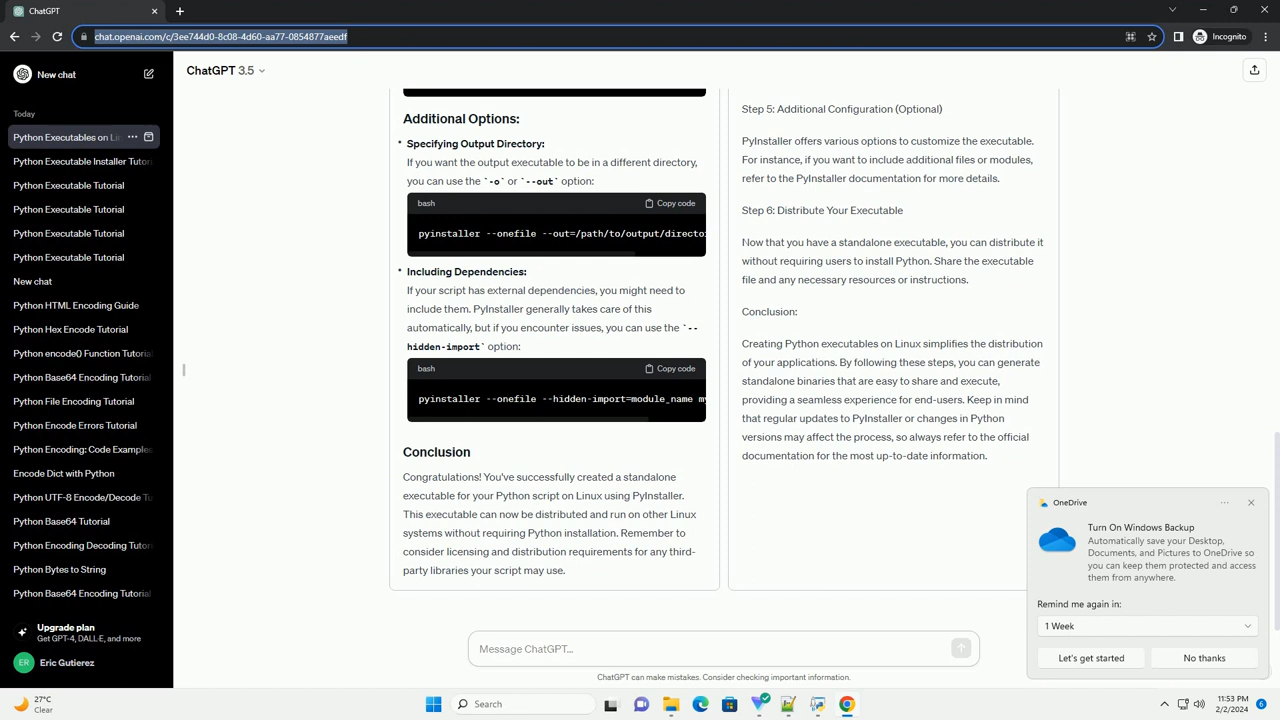 ChatGPT
chat.openai.com/c/3ee744d0-8c08-4d60-aa77-0854877aeedf
Incognito
New chat
Today
Python Executables on Lin
Python Executable Installer Tutori
Python Executable Tutorial
Python Executable Tutorial
Python Executable Tutorial
Python Executable Tutorial
New chat
Python HTML Encoding Guide
Python Hex Encode Tutorial
Python encode() Function Tutorial
Python Base64 Encoding Tutorial
Python File Encoding Tutorial
Python Encode Errors Tutorial
Python Encoding: Code Examples
Encode Dict with Python
Python UTF-8 Encode/Decode Tu
Python Base64 Tutorial
Python Encoding Decoding Tutor
Python Bytes to String
Python Base64 Encoding Tutorial
Upgrade plan
Get GPT-4, DALL·E, and more
ER
Eric Gutierez
ChatGPT 3.5
Additional Options:
• Specifying Output Directory:
If you want the output executable to be in a different directory,
you can use the `-o` or `--out` option:
bash
Copy code
pyinstaller --onefile --out=/path/to/output/director
• Including Dependencies:
If your script has external dependencies, you might need to
include them. PyInstaller generally takes care of this
automatically, but if you encounter issues, you can use the `--
hidden-import` option:
bash
Copy code
pyinstaller --onefile --hidden-import=module_name my
Conclusion
Congratulations! You've successfully created a standalone
executable for your Python script on Linux using PyInstaller.
This executable can now be distributed and run on other Linux
systems without requiring Python installation. Remember to
consider licensing and distribution requirements for any third-
party libraries your script may use.
Step 5: Additional Configuration (Optional)
PyInstaller offers various options to customize the executable.
For instance, if you want to include additional files or modules,
refer to the PyInstaller documentation for more details.
Step 6: Distribute Your Executable
Now that you have a standalone executable, you can distribute it
without requiring users to install Python. Share the executable
file and any necessary resources or instructions.
Conclusion:
Creating Python executables on Linux simplifies the distribution
of your applications. By following these steps, you can generate
standalone binaries that are easy to share and execute,
providing a seamless experience for end-users. Keep in mind
that regular updates to PyInstaller or changes in Python
versions may affect the process, so always refer to the official
documentation for the most up-to-date information.
Message ChatGPT...
ChatGPT can make mistakes. Consider checking important information.
OneDrive
Turn On Windows Backup
Automatically save your Desktop,
Documents, and Pictures to OneDrive so
you can keep them protected and access
them from anywhere.
Remind me again in:
1 Week
Let's get started
No thanks
27°C
Clear
Search
11:53 PM
2/2/2024
6